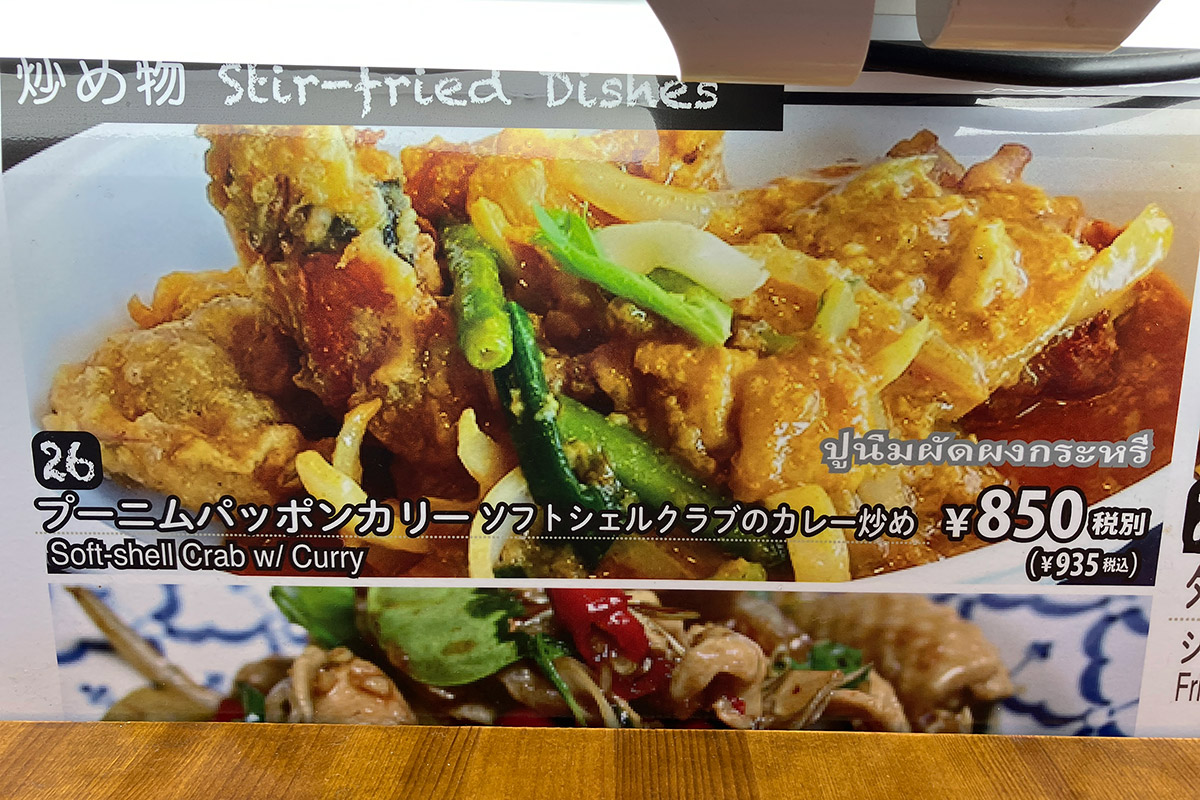 炒め物 Stir-fried Dishes
ปูนิมผัดผงกระหรี
26
プーニムパッポンカリー ソフトシェルクラブのカレー炒め ¥850税別
Soft-shell Crab w/ Curry (¥935税込)
シ
Fr